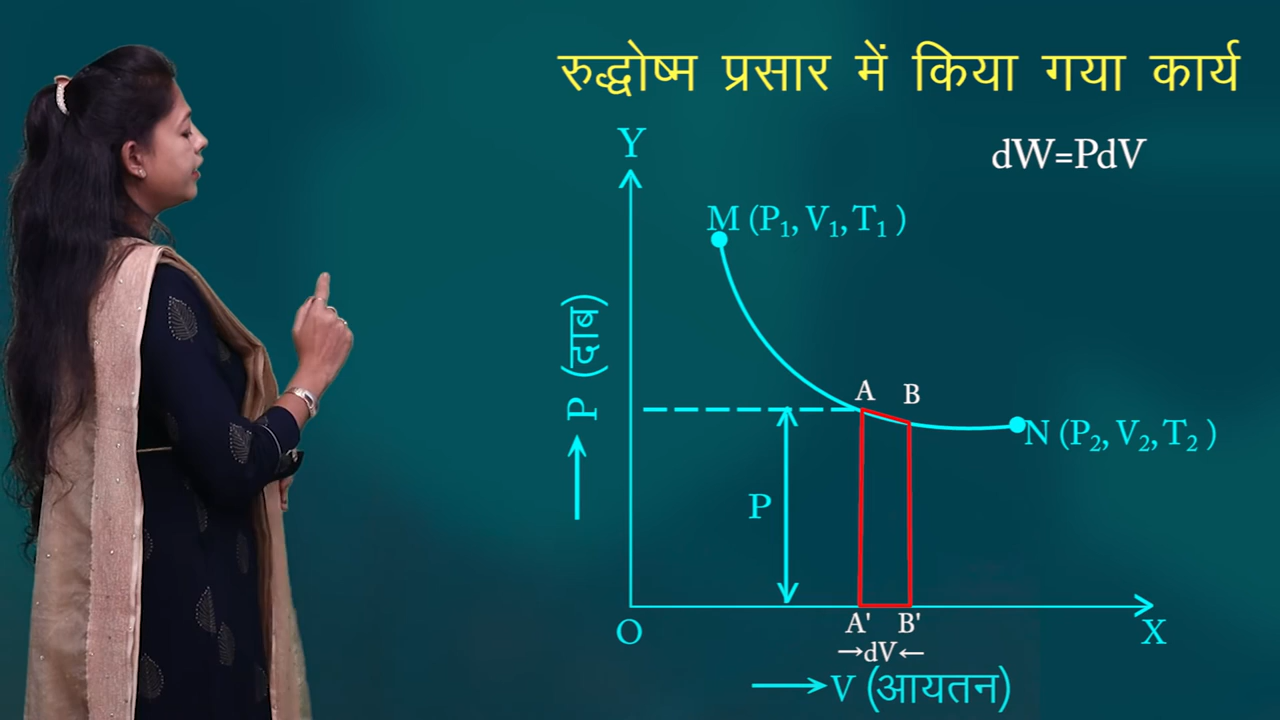 रुद्धोष्म प्रसार में किया गया कार्य
dW=PdV
Y
M (P₁, V₁, T₁ )
P (दाब)
A B
N (P₂, V₂, T₂ )
P
A' B'
O
X
→dV←
→V (आयतन)